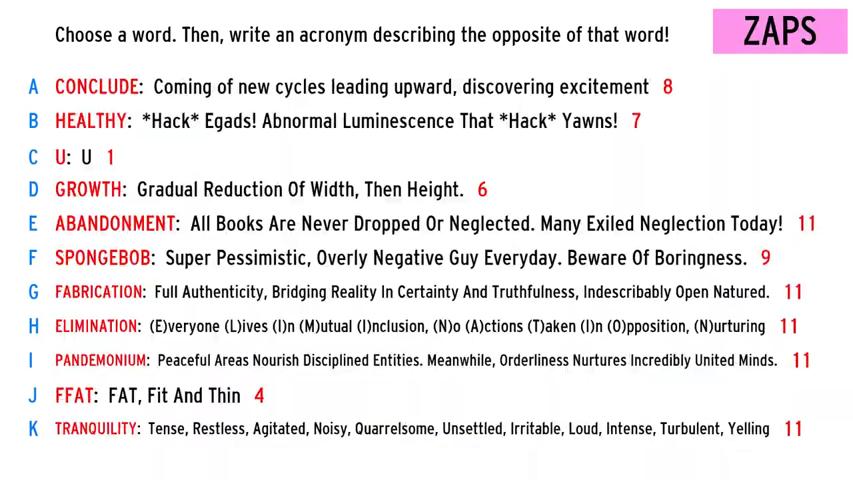 Choose a word. Then, write an acronym describing the opposite of that word!
ZAPS
A CONCLUDE: Coming of new cycles leading upward, discovering excitement 8
B HEALTHY: *Hack* Egads! Abnormal Luminescence That *Hack* Yawns! 7
C U: U 1
D GROWTH: Gradual Reduction Of Width, Then Height. 6
E ABANDONMENT: All Books Are Never Dropped Or Neglected. Many Exiled Neglection Today! 11
F SPONGEBOB: Super Pessimistic, Overly Negative Guy Everyday. Beware Of Boringness. 9
G FABRICATION: Full Authenticity, Bridging Reality In Certainty And Truthfulness, Indescribably Open Natured. 11
H ELIMINATION: (E)veryone (L)ives (I)n (M)utual (I)nclusion, (N)o (A)ctions (T)aken (I)n (O)pposition, (N)urturing 11
I PANDEMONIUM: Peaceful Areas Nourish Disciplined Entities. Meanwhile, Orderliness Nurtures Incredibly United Minds. 11
J FFAT: FAT, Fit And Thin 4
K TRANQUILITY: Tense, Restless, Agitated, Noisy, Quarrelsome, Unsettled, Irritable, Loud, Intense, Turbulent, Yelling 11